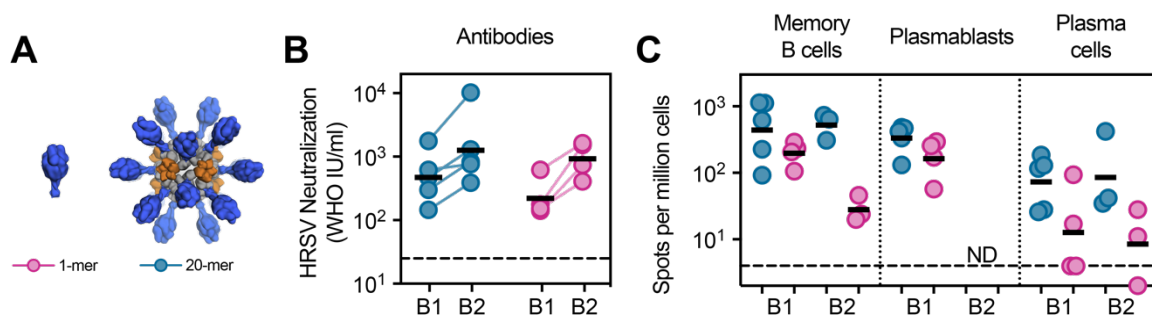 A
1-mer
20-mer
B
Antibodies
HRSV Neutralization
(WHO IU/ml)
10⁴
10³
10²
10¹
B1 B2 B1 B2
C
Memory
B cells
Plasmablasts
Plasma
cells
Spots per million cells
10³
10²
10¹
ND
B1 B2 B1 B2 B1 B2